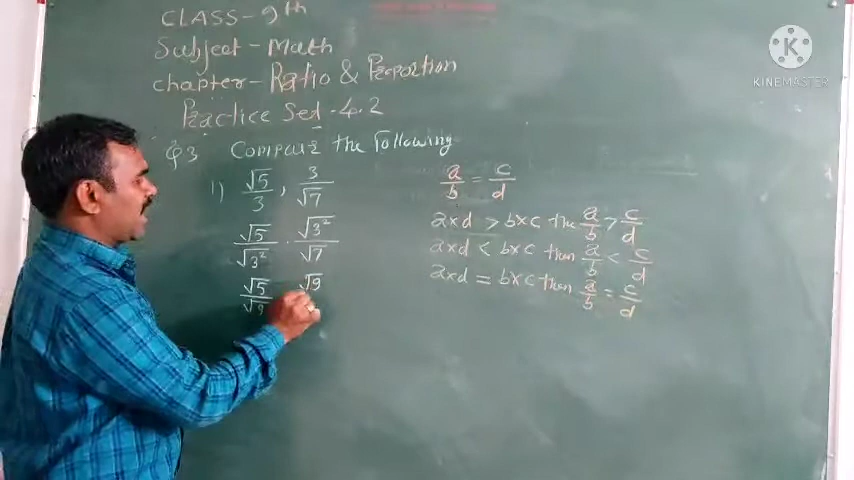 CLASS - 9th
Subject - Math
chapter - Ratio & Proportion
Practice Set - 4.2
Q3 Compare the following
1) √5/3 , 3/√7
√5/√3² . √3²/√7
√5/√9 √9
a/b = c/d
a×d > b×c the a/b > c/d
a×d < b×c then a/b < c/d
a×d = b×c then a/b = c/d
K
KINEMASTER